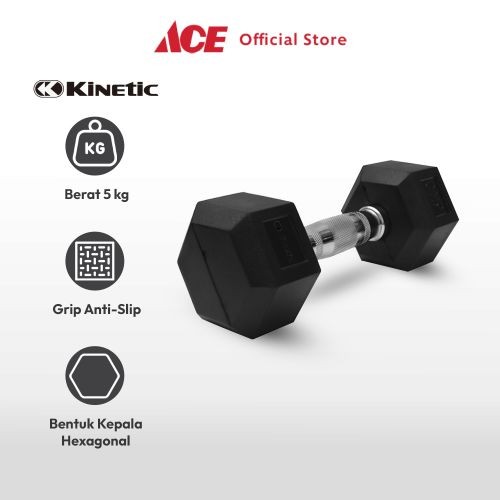 ACE Official Store
Kinetic
KG
Berat 5 kg
Grip Anti-Slip
Bentuk Kepala
Hexagonal